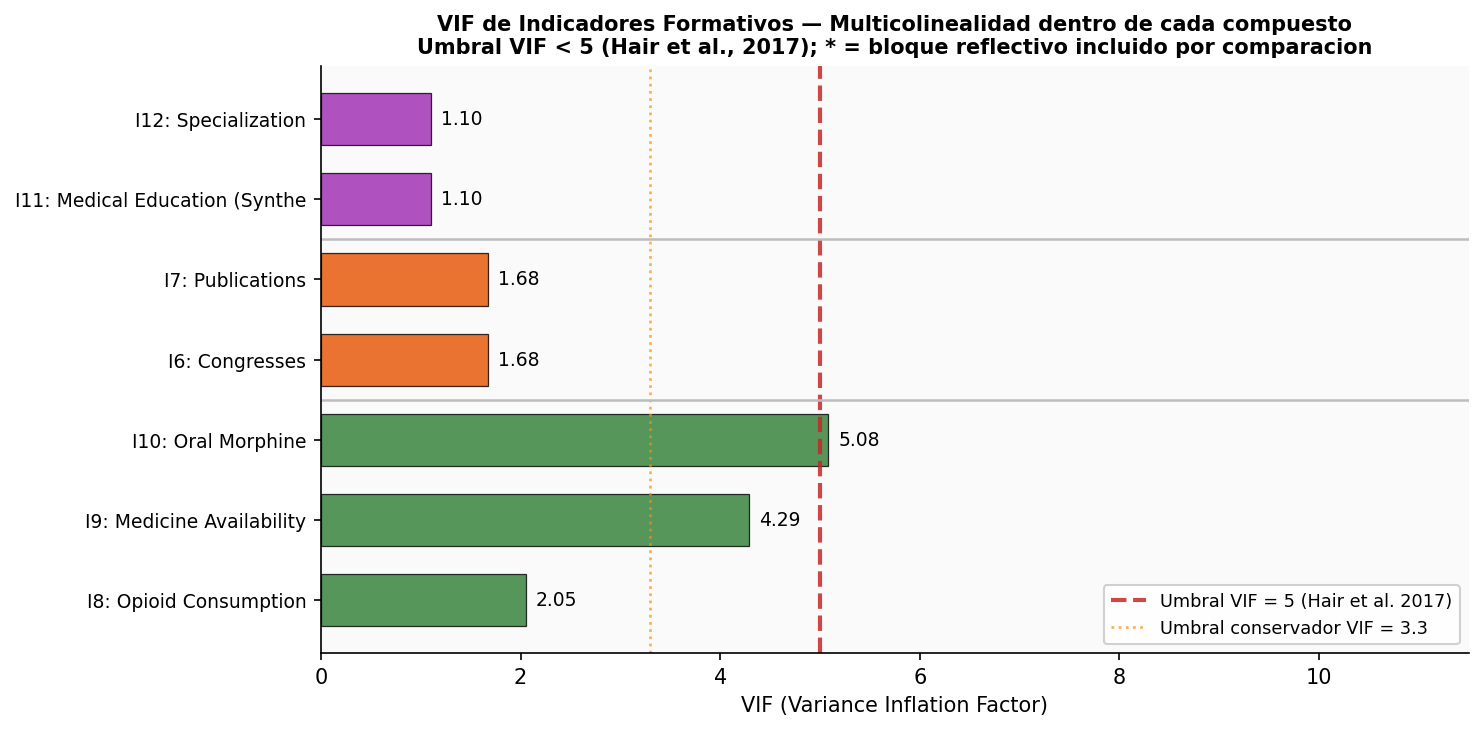 VIF de Indicadores Formativos — Multicolinealidad dentro de cada compuesto
Umbral VIF < 5 (Hair et al., 2017); * = bloque reflectivo incluido por comparacion
I12: Specialization
1.10
I11: Medical Education (Synthe
1.10
I7: Publications
1.68
I6: Congresses
1.68
I10: Oral Morphine
5.08
I9: Medicine Availability
4.29
I8: Opioid Consumption
2.05
Umbral VIF = 5 (Hair et al. 2017)
Umbral conservador VIF = 3.3
0 2 4 6 8 10
VIF (Variance Inflation Factor)